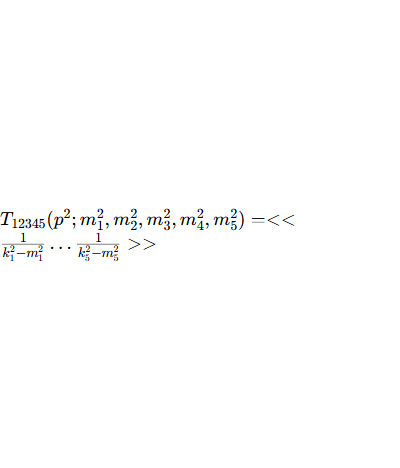 $T_{12345}(p^2; m_1^2, m_2^2, m_3^2, m_4^2, m_5^2) =<<$
$\frac{1}{k_1^2-m_1^2} \cdots \frac{1}{k_5^2-m_5^2} >>$